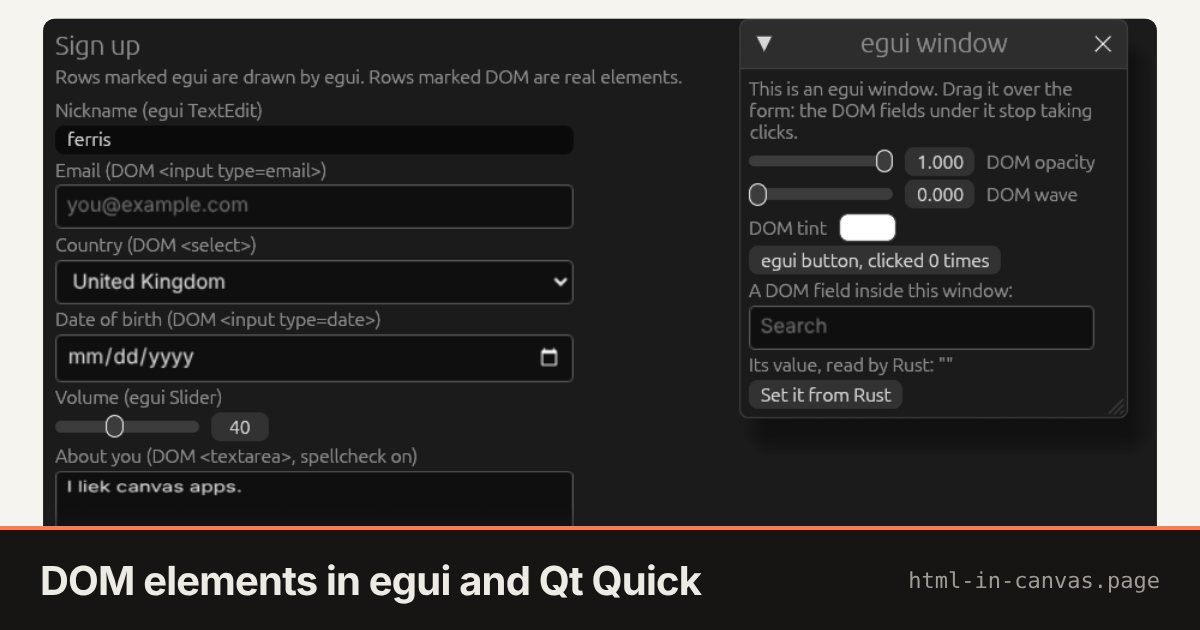 Sign up
Rows marked egui are drawn by egui. Rows marked DOM are real elements.
Nickname (egui TextEdit)
ferris
Email (DOM <input type=email>)
you@example.com
Country (DOM <select>)
United Kingdom
Date of birth (DOM <input type=date>)
mm/dd/yyyy
Volume (egui Slider)
40
About you (DOM <textarea>, spellcheck on)
I liek canvas apps.
egui window
This is an egui window. Drag it over the
form: the DOM fields under it stop taking
clicks.
1.000 DOM opacity
0.000 DOM wave
DOM tint
egui button, clicked 0 times
A DOM field inside this window:
Search
Its value, read by Rust: ""
Set it from Rust
DOM elements in egui and Qt Quick
html-in-canvas.page